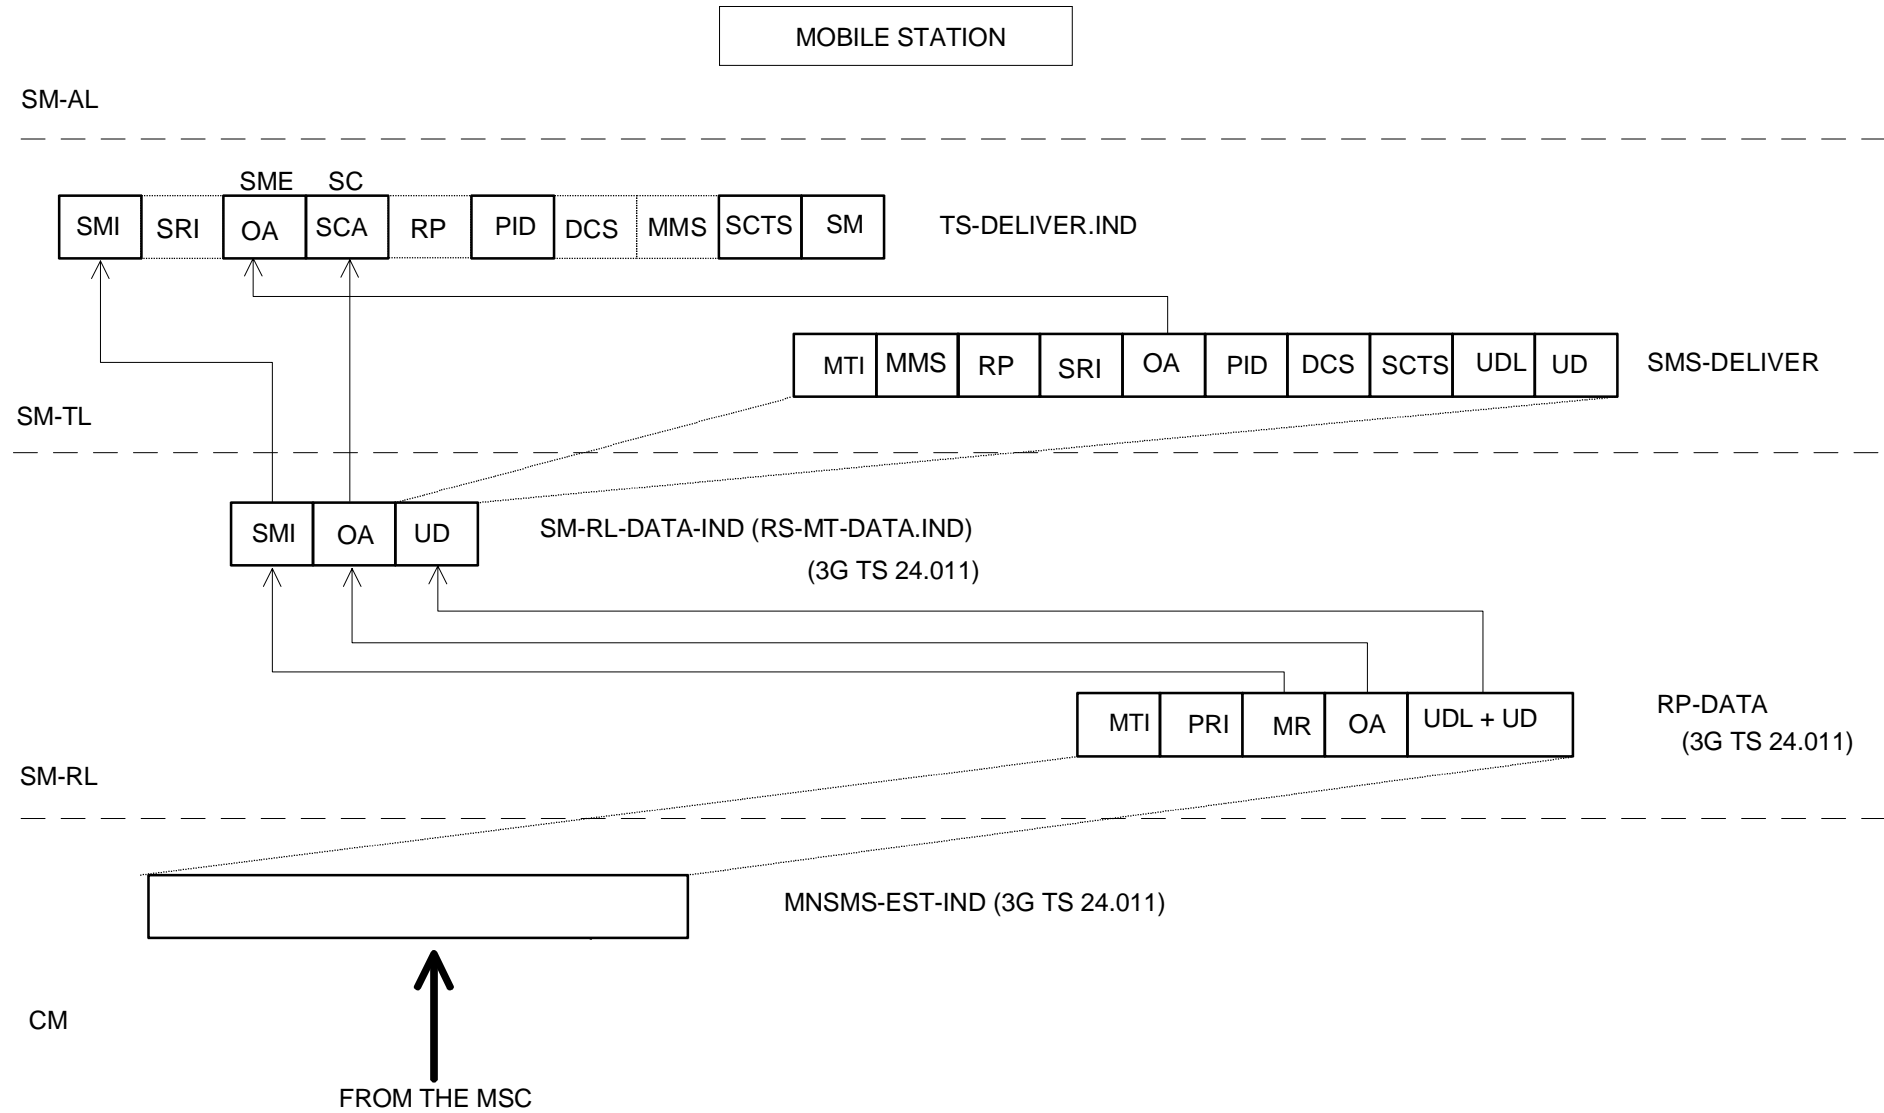 MOBILE STATION
SM-AL
SME SC
SMI SRI OA SCA RP PID DCS MMS SCTS SM TS-DELIVER.IND
MTI MMS RP SRI OA PID DCS SCTS UDL UD SMS-DELIVER
SM-TL
SMI OA UD SM-RL-DATA-IND (RS-MT-DATA.IND)
(3G TS 24.011)
MTI PRI MR OA UDL + UD RP-DATA
(3G TS 24.011)
SM-RL
MNSMS-EST-IND (3G TS 24.011)
CM
FROM THE MSC